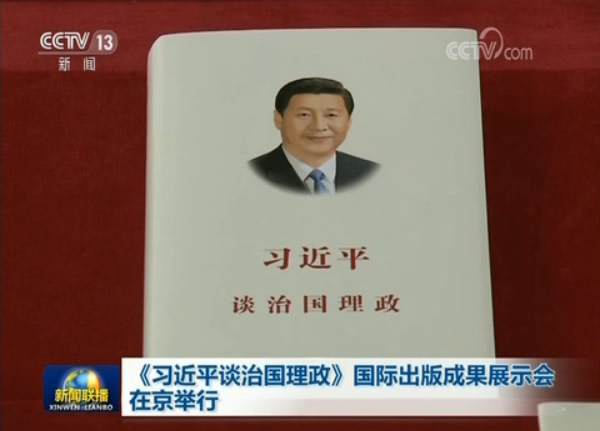 CCTV 13
新闻
CCTV.com
习近平
谈治国理政
《习近平谈治国理政》国际出版成果展示会
在京举行
新闻联播
XINWEN LIANBO